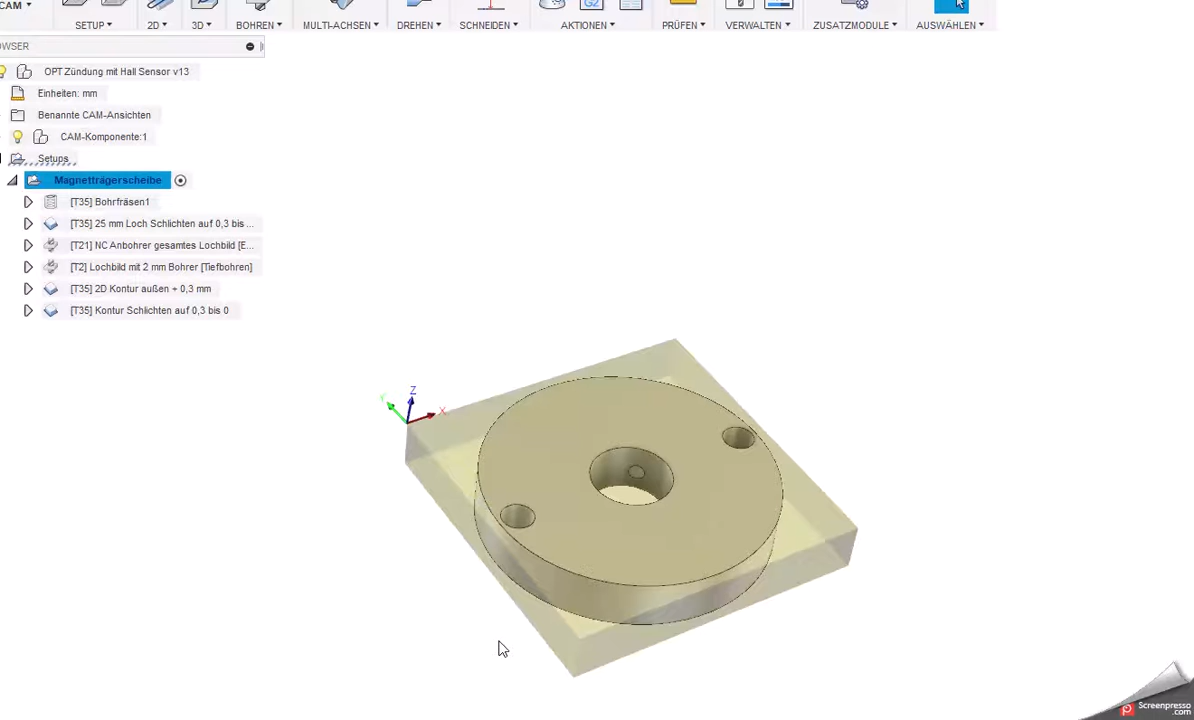 CAM
SETUP 2D 3D BOHREN MULTI-ACHSEN DREHEN SCHNEIDEN AKTIONEN PRÜFEN VERWALTEN ZUSATZMODULE AUSWÄHLEN
G2
OWSER
OPT Zündung mit Hall Sensor v13
Einheiten: mm
Benannte CAM-Ansichten
CAM-Komponente:1
Setups
Magnetträgerscheibe
[T35] Bohrfräsen1
[T35] 25 mm Loch Schlichten auf 0,3 bis ...
[T21] NC Anbohrer gesamtes Lochbild [E...
[T2] Lochbild mit 2 mm Bohrer [Tiefbohren]
[T35] 2D Kontur außen + 0,3 mm
[T35] Kontur Schlichten auf 0,3 bis 0
Z
Y
X
Screenpresso
.com